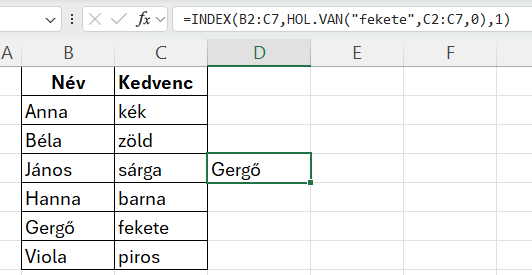 =INDEX(B2:C7,HOL.VAN("fekete",C2:C7,0),1)
A B C D E F
Név Kedvenc
Anna kék
Béla zöld
János sárga Gergő
Hanna barna
Gergő fekete
Viola piros